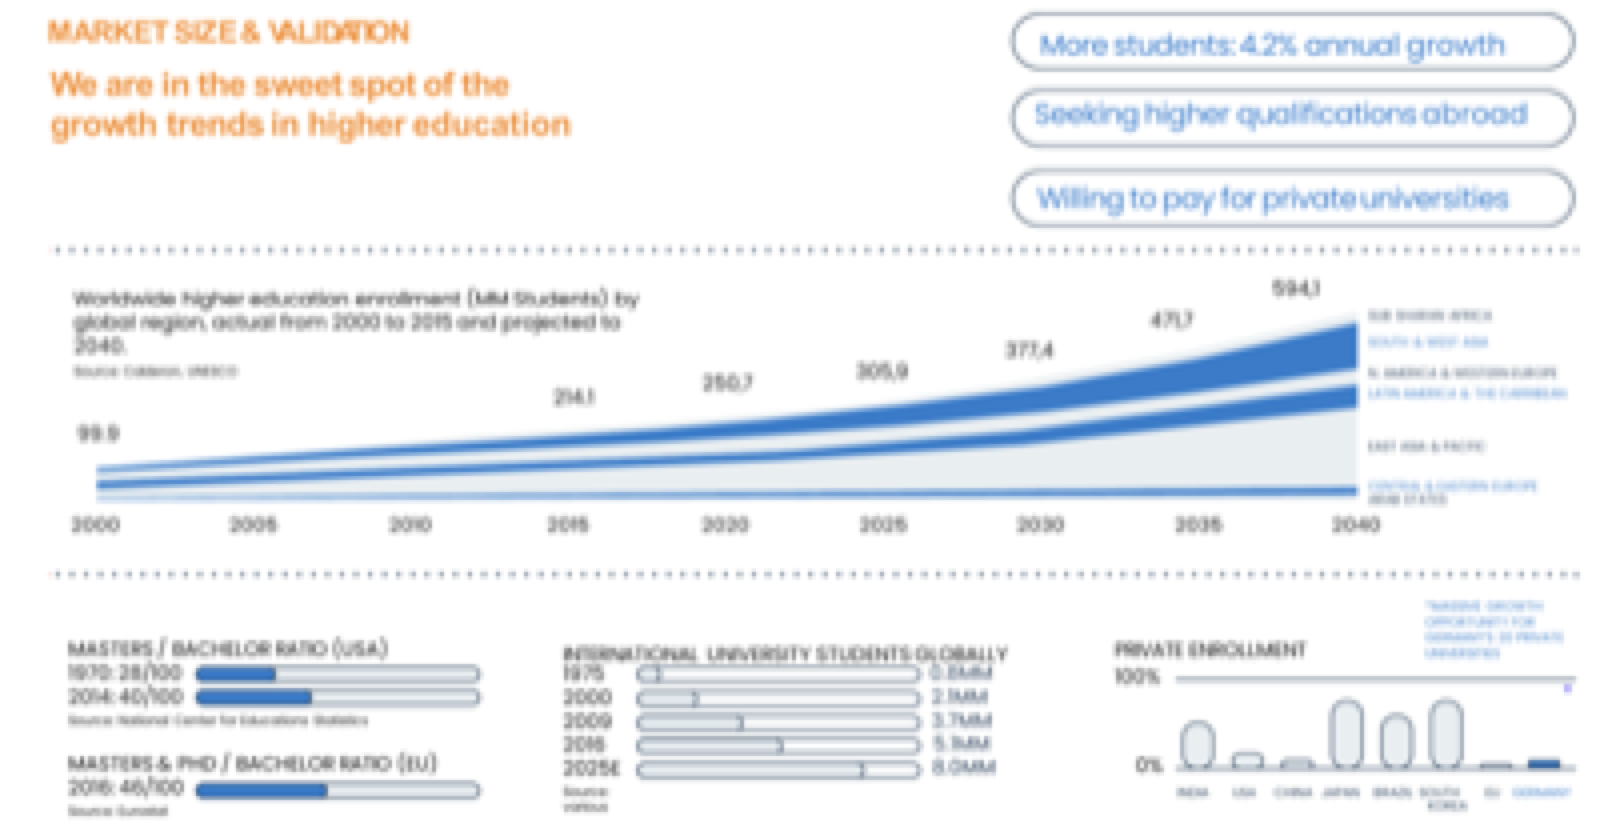 MARKET SIZE & VALIDATION
We are in the sweet spot of the
growth trends in higher education
More students: 4.2% annual growth
Seeking higher qualifications abroad
Willing to pay for private universities
Worldwide higher education enrollment (MM Students) by
global region, actual from 2000 to 2015 and projected to
2040.
Source: Calderon, UNESCO
99.9
214,1
250,7
305,9
377,4
471,7
594,1
SUB SHARAN AFRICA
SOUTH & WEST ASIA
N. AMERICA & WESTERN EUROPE
LATIN AMERICA & THE CARIBBEAN
EAST ASIA & PACIFIC
CENTRAL & EASTERN EUROPE
ARAB STATES
2000 2005 2010 2015 2020 2025 2030 2035 2040
MASTERS / BACHELOR RATIO (USA)
1970: 28/100
2014: 40/100
Source: National Center for Educations Statistics
MASTERS & PHD / BACHELOR RATIO (EU)
2016: 46/100
Source: Eurostat
INTERNATIONAL UNIVERSITY STUDENTS GLOBALLY
1975 0.8MM
2000 2.1MM
2009 3.7MM
2016 5.1MM
2025E 8.0MM
Source:
various
"MASSIVE GROWTH
OPPORTUNITY FOR
GERMANY'S 20 PRIVATE
UNIVERSITIES
PRIVATE ENROLLMENT
100%
0%
INDIA USA CHINA JAPAN BRAZIL SOUTH KOREA EU GERMANY